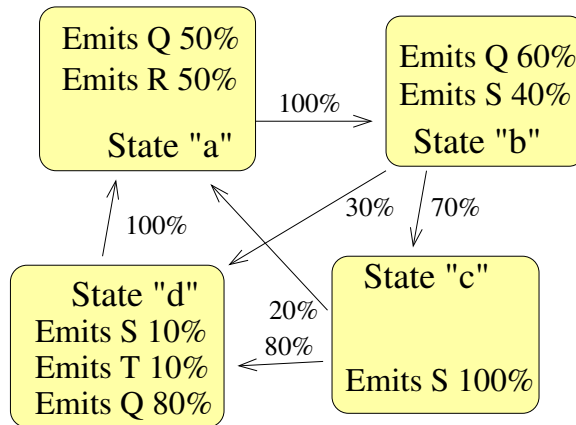 Emits Q 50%
Emits R 50%
State "a"
100%
Emits Q 60%
Emits S 40%
State "b"
30%
70%
100%
State "d"
Emits S 10%
Emits T 10%
Emits Q 80%
20%
80%
State "c"
Emits S 100%